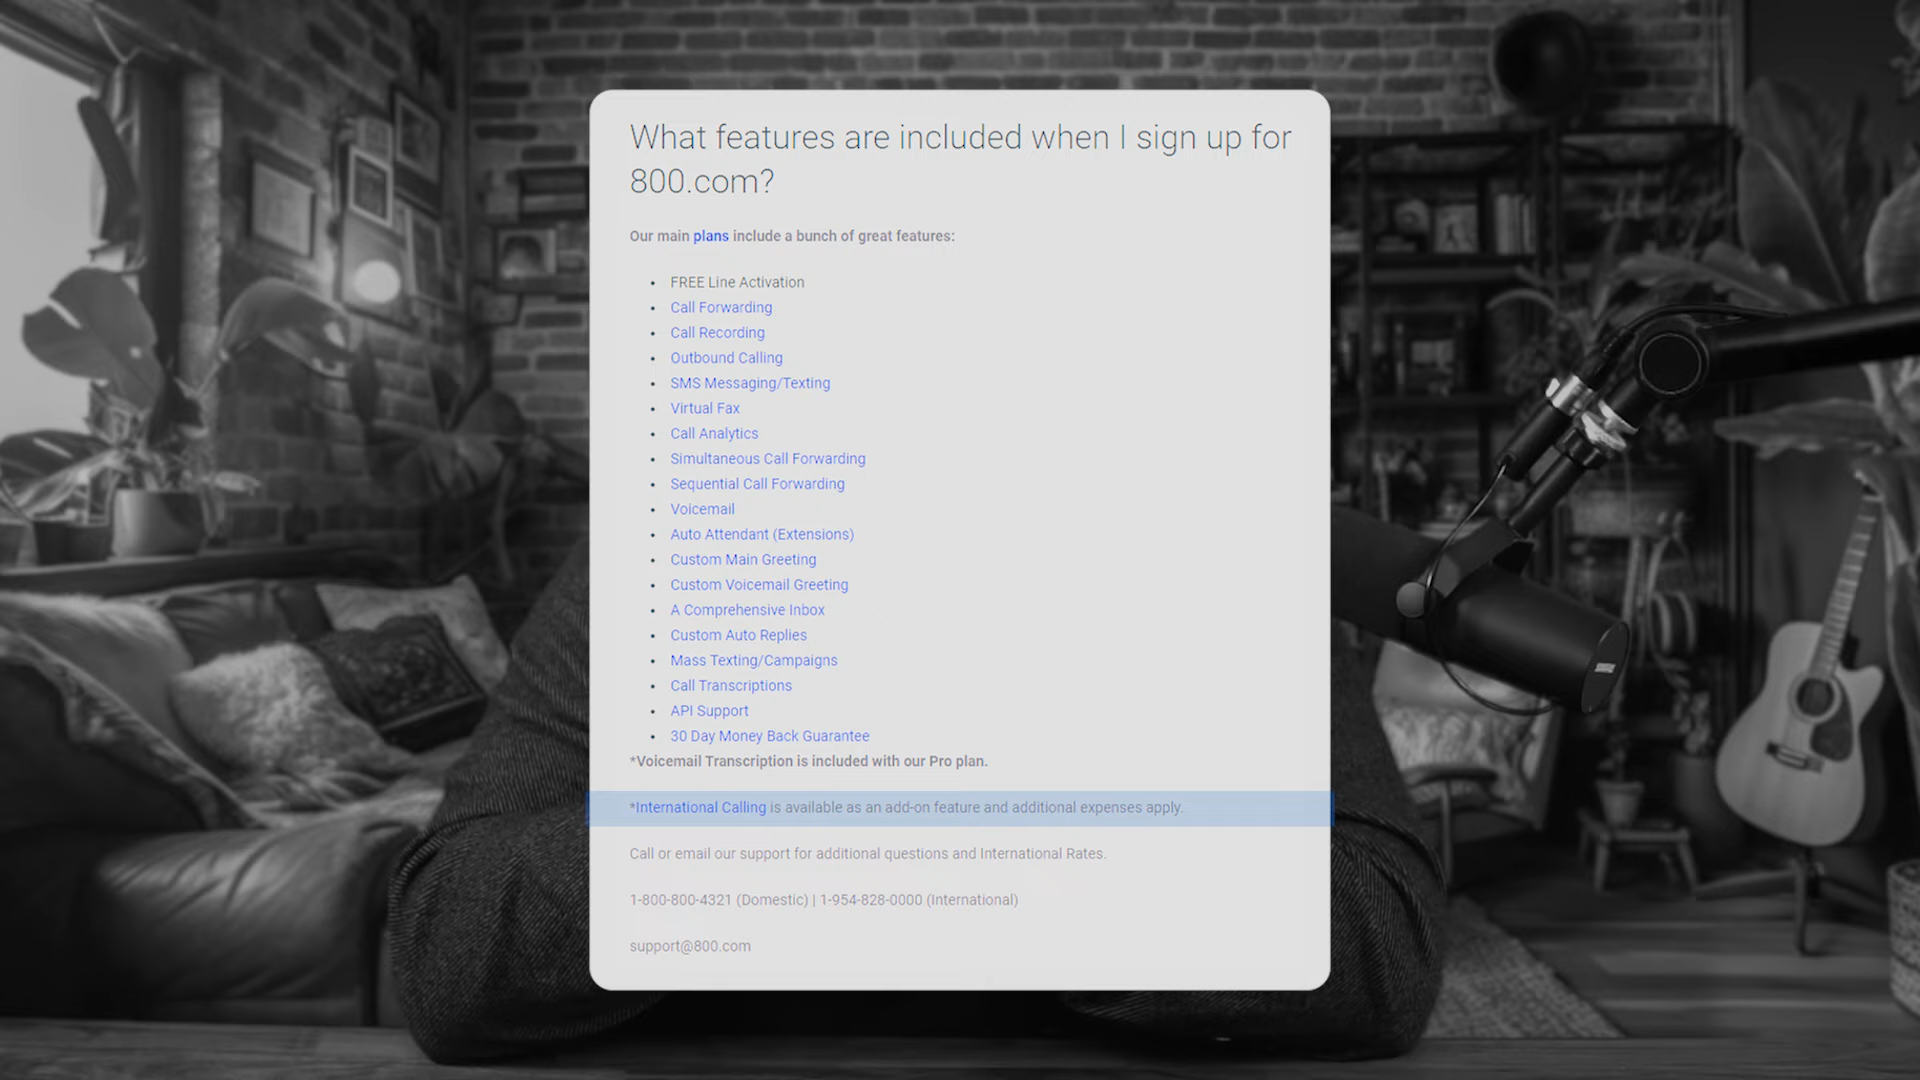 What features are included when I sign up for
800.com?
Our main plans include a bunch of great features:
• FREE Line Activation
• Call Forwarding
• Call Recording
• Outbound Calling
• SMS Messaging/Texting
• Virtual Fax
• Call Analytics
• Simultaneous Call Forwarding
• Sequential Call Forwarding
• Voicemail
• Auto Attendant (Extensions)
• Custom Main Greeting
• Custom Voicemail Greeting
• A Comprehensive Inbox
• Custom Auto Replies
• Mass Texting/Campaigns
• Call Transcriptions
• API Support
• 30 Day Money Back Guarantee
*Voicemail Transcription is included with our Pro plan.
*International Calling is available as an add-on feature and additional expenses apply.
Call or email our support for additional questions and International Rates.
1-800-800-4321 (Domestic) | 1-954-828-0000 (International)
support@800.com